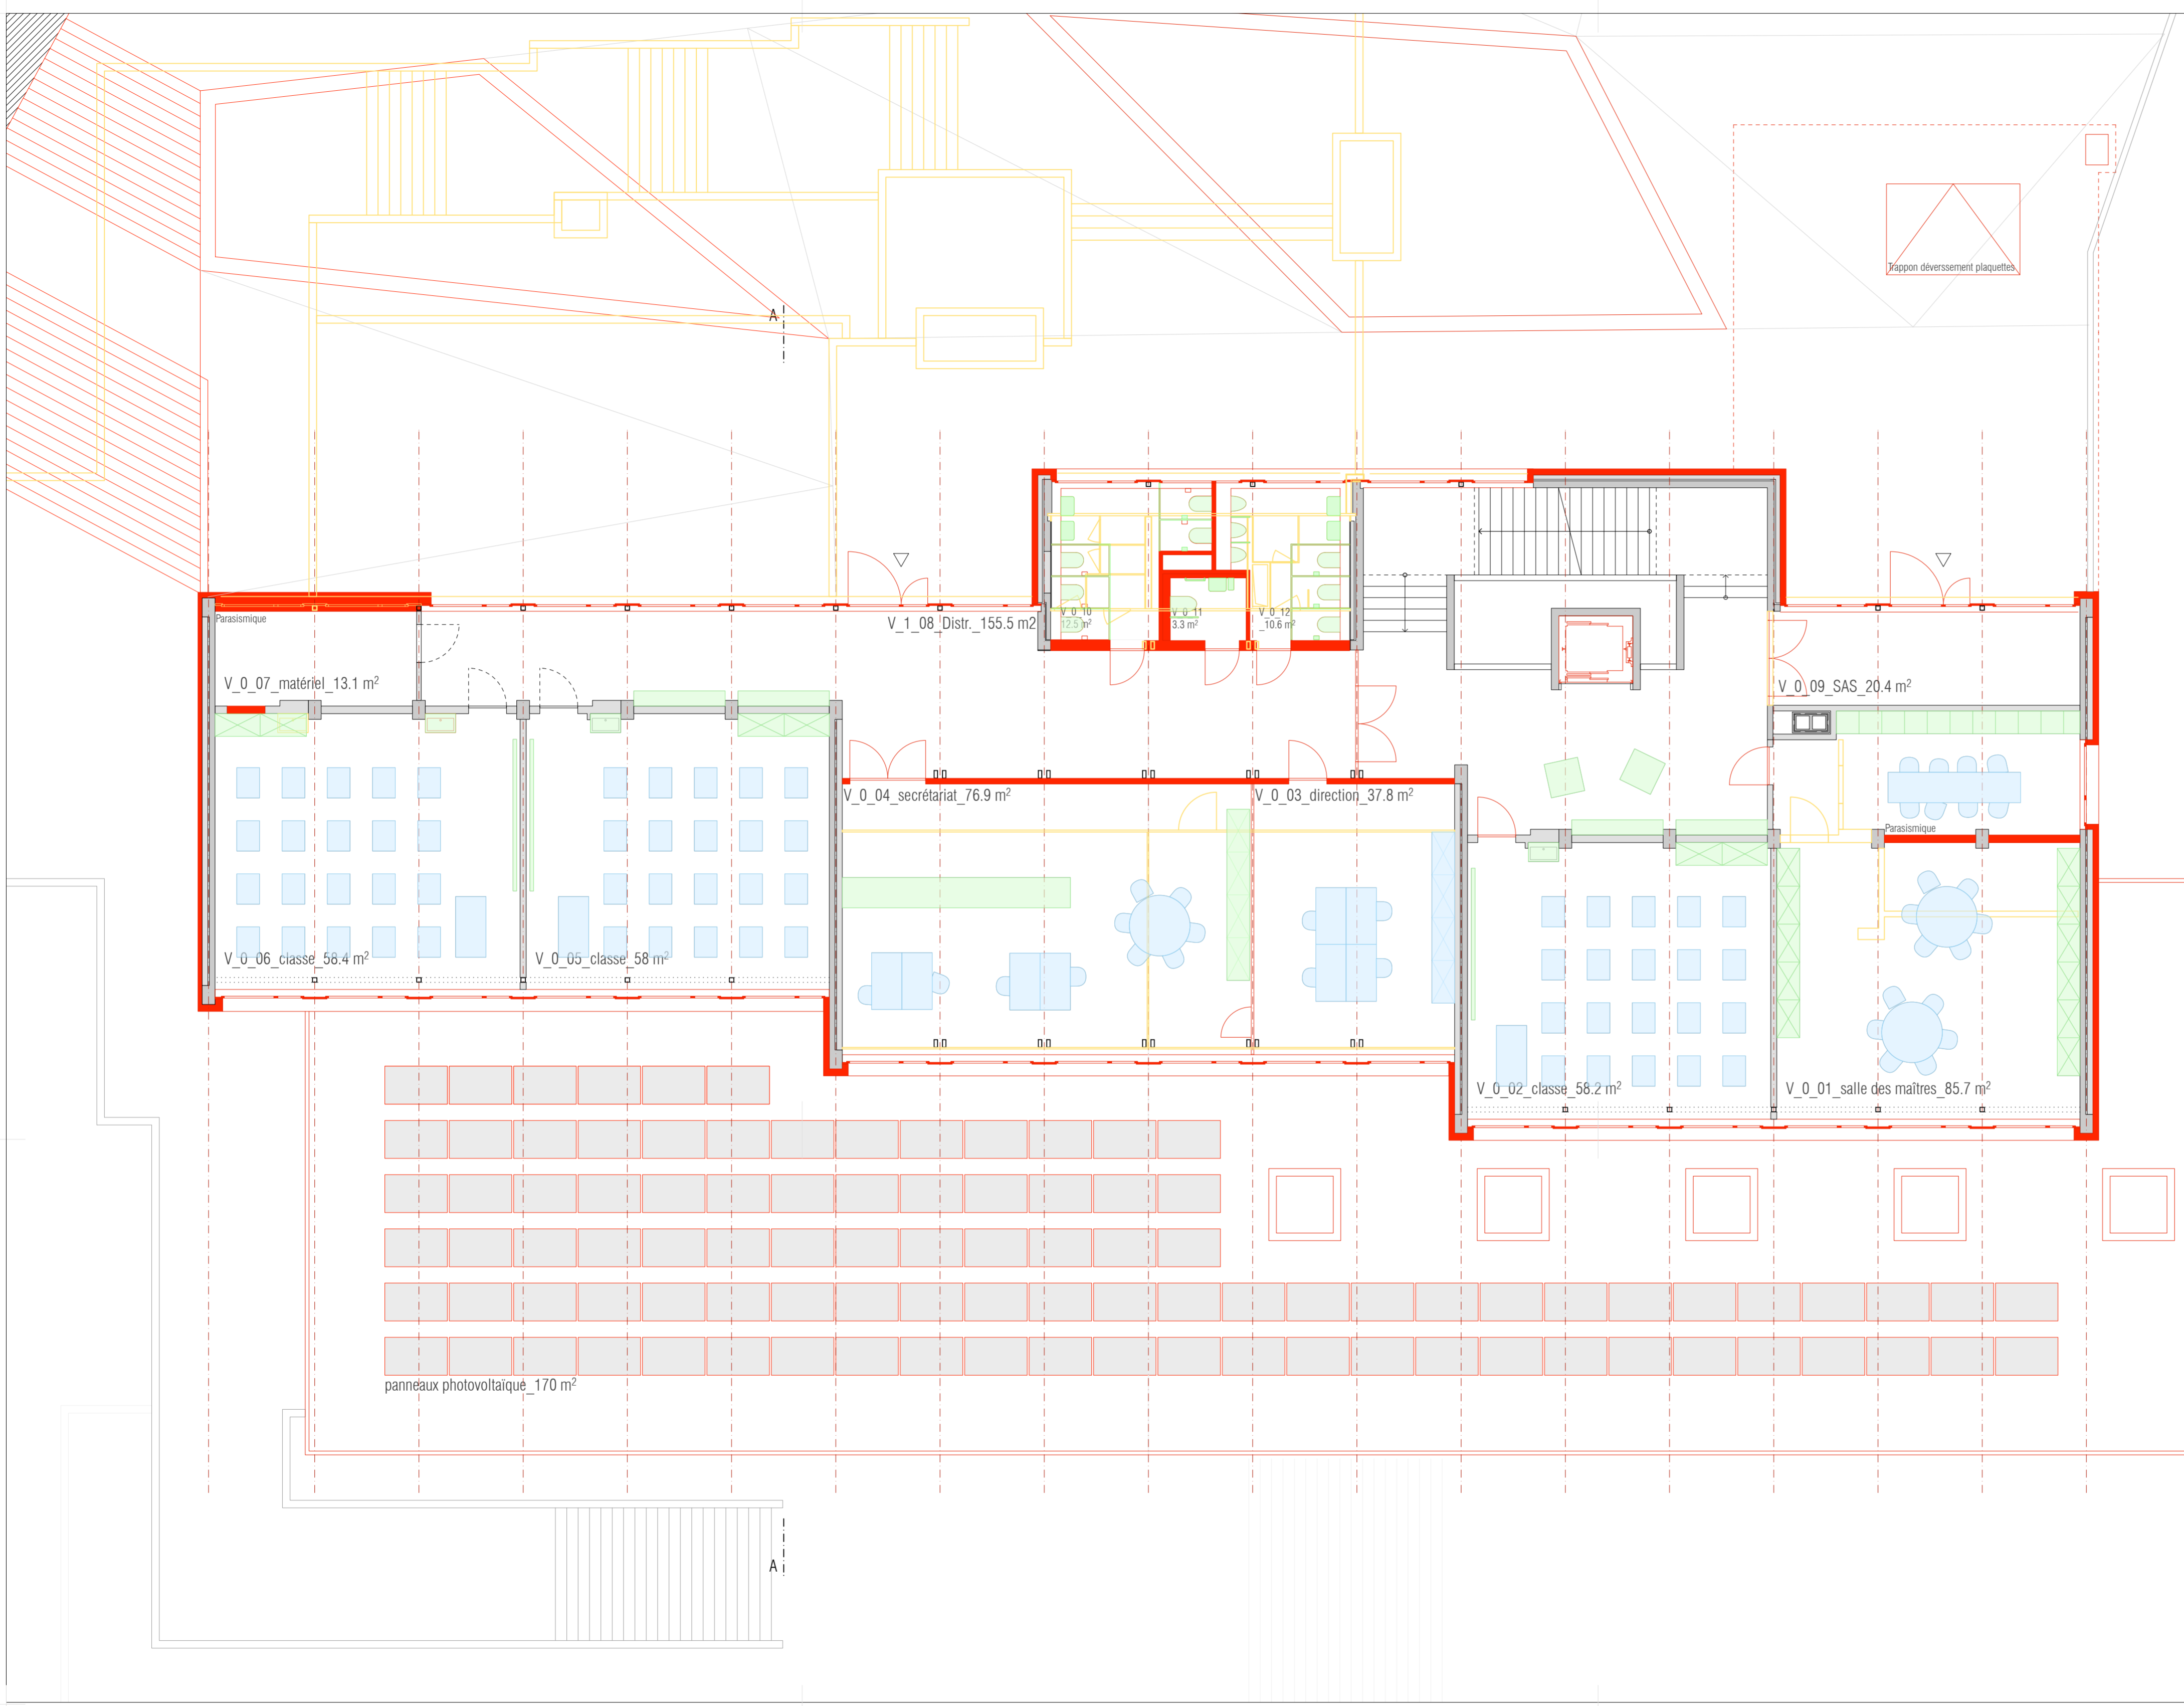 Trappon déverssement plaquettes
A
Parasismique
V_1_08_Distr._155.5 m2
V_0_10
12.5 m²
V_0_11
3.3 m²
V_0_12
_10.6 m²
V_0_07_matériel_13.1 m²
V_0_09_SAS_20.4 m²
V_0_04_secrétariat_76.9 m²
V_0_03_direction_37.8 m²
Parasismique
V_0_06_classe_58.4 m²
V_0_05_classe_58 m²
V_0_02_classe_58.2 m²
V_0_01_salle des maîtres_85.7 m²
panneaux photovoltaïque_170 m²
A